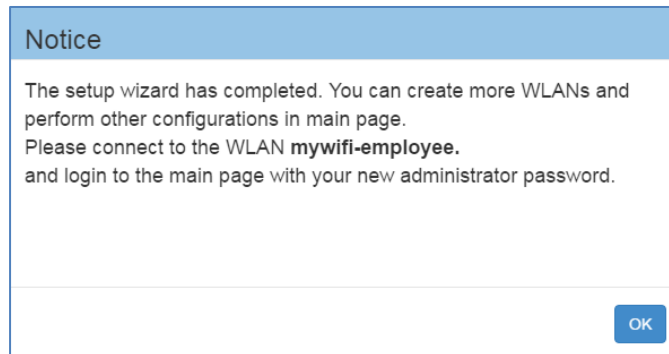 Notice
The setup wizard has completed. You can create more WLANs and
perform other configurations in main page.
Please connect to the WLAN mywifi-employee.
and login to the main page with your new administrator password.
OK